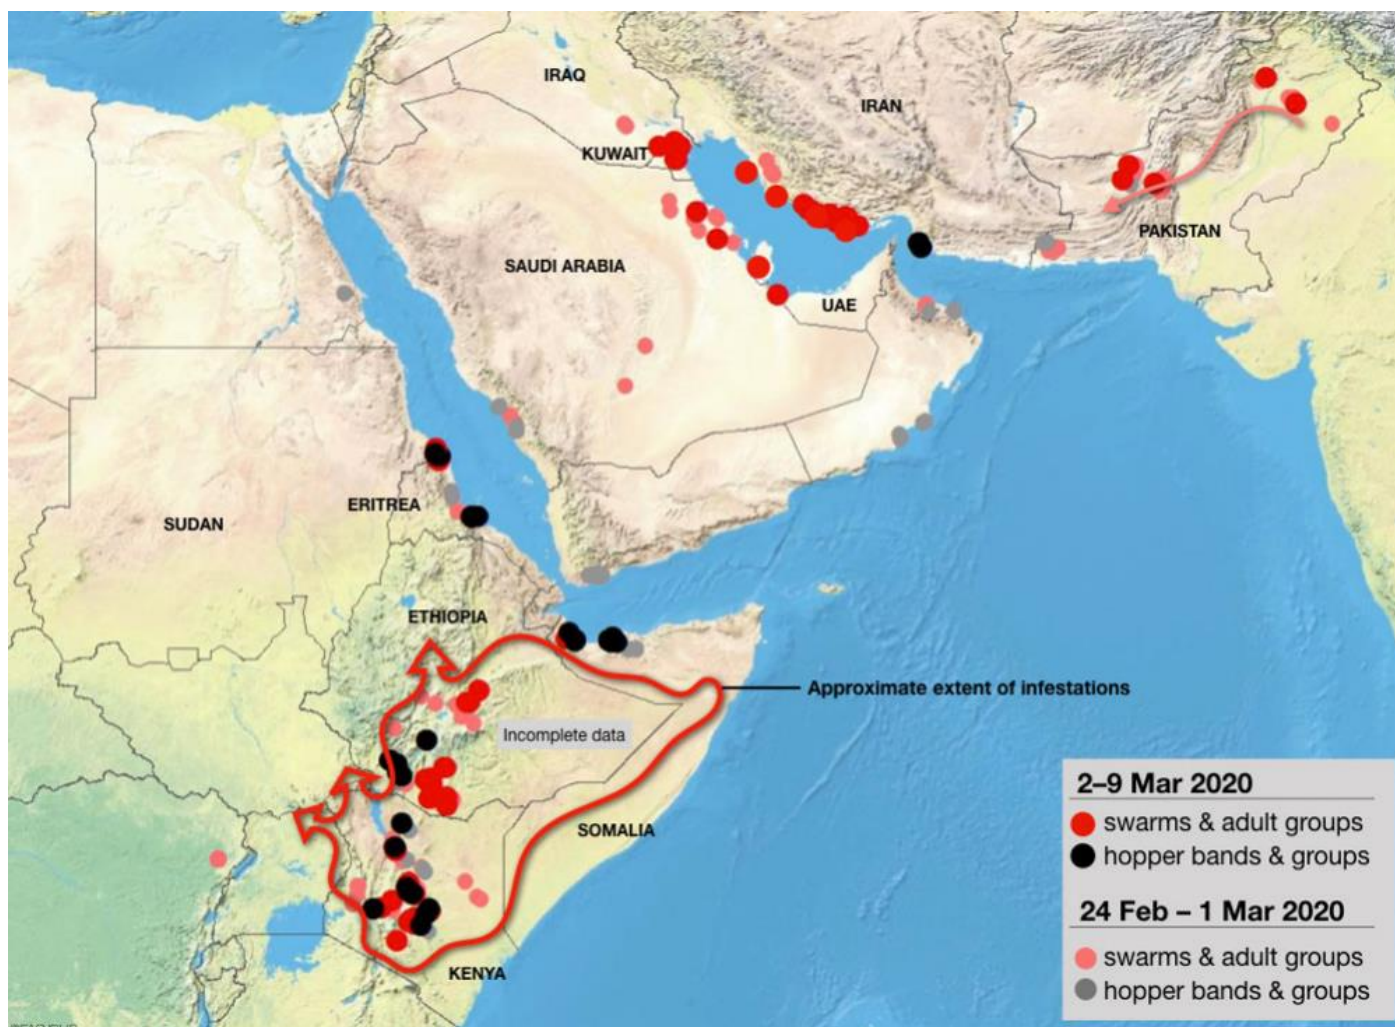 IRAQ
IRAN
KUWAIT
PAKISTAN
SAUDI ARABIA
UAE
ERITREA
SUDAN
ETHIOPIA
Approximate extent of infestations
Incomplete data
SOMALIA
KENYA
2–9 Mar 2020
swarms & adult groups
hopper bands & groups
24 Feb – 1 Mar 2020
swarms & adult groups
hopper bands & groups